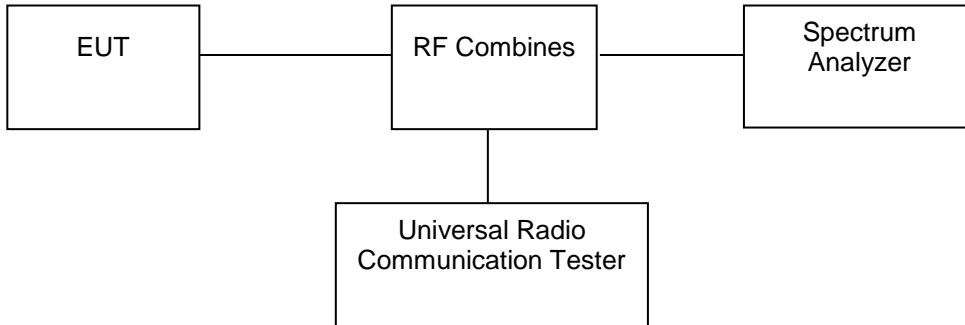 EUT
RF Combines
Spectrum
Analyzer
Universal Radio
Communication Tester